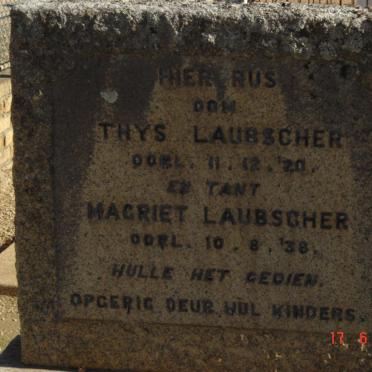 HIER RUS
OOM
THYS LAUBSCHER
OORL. 11. 12. '20.
EN TANT
MAGRIET LAUBSCHER
OORL. 10. 8. '38.
HULLE HET GEDIEN.
OPGERIG DEUR HUL KINDERS.
17 6